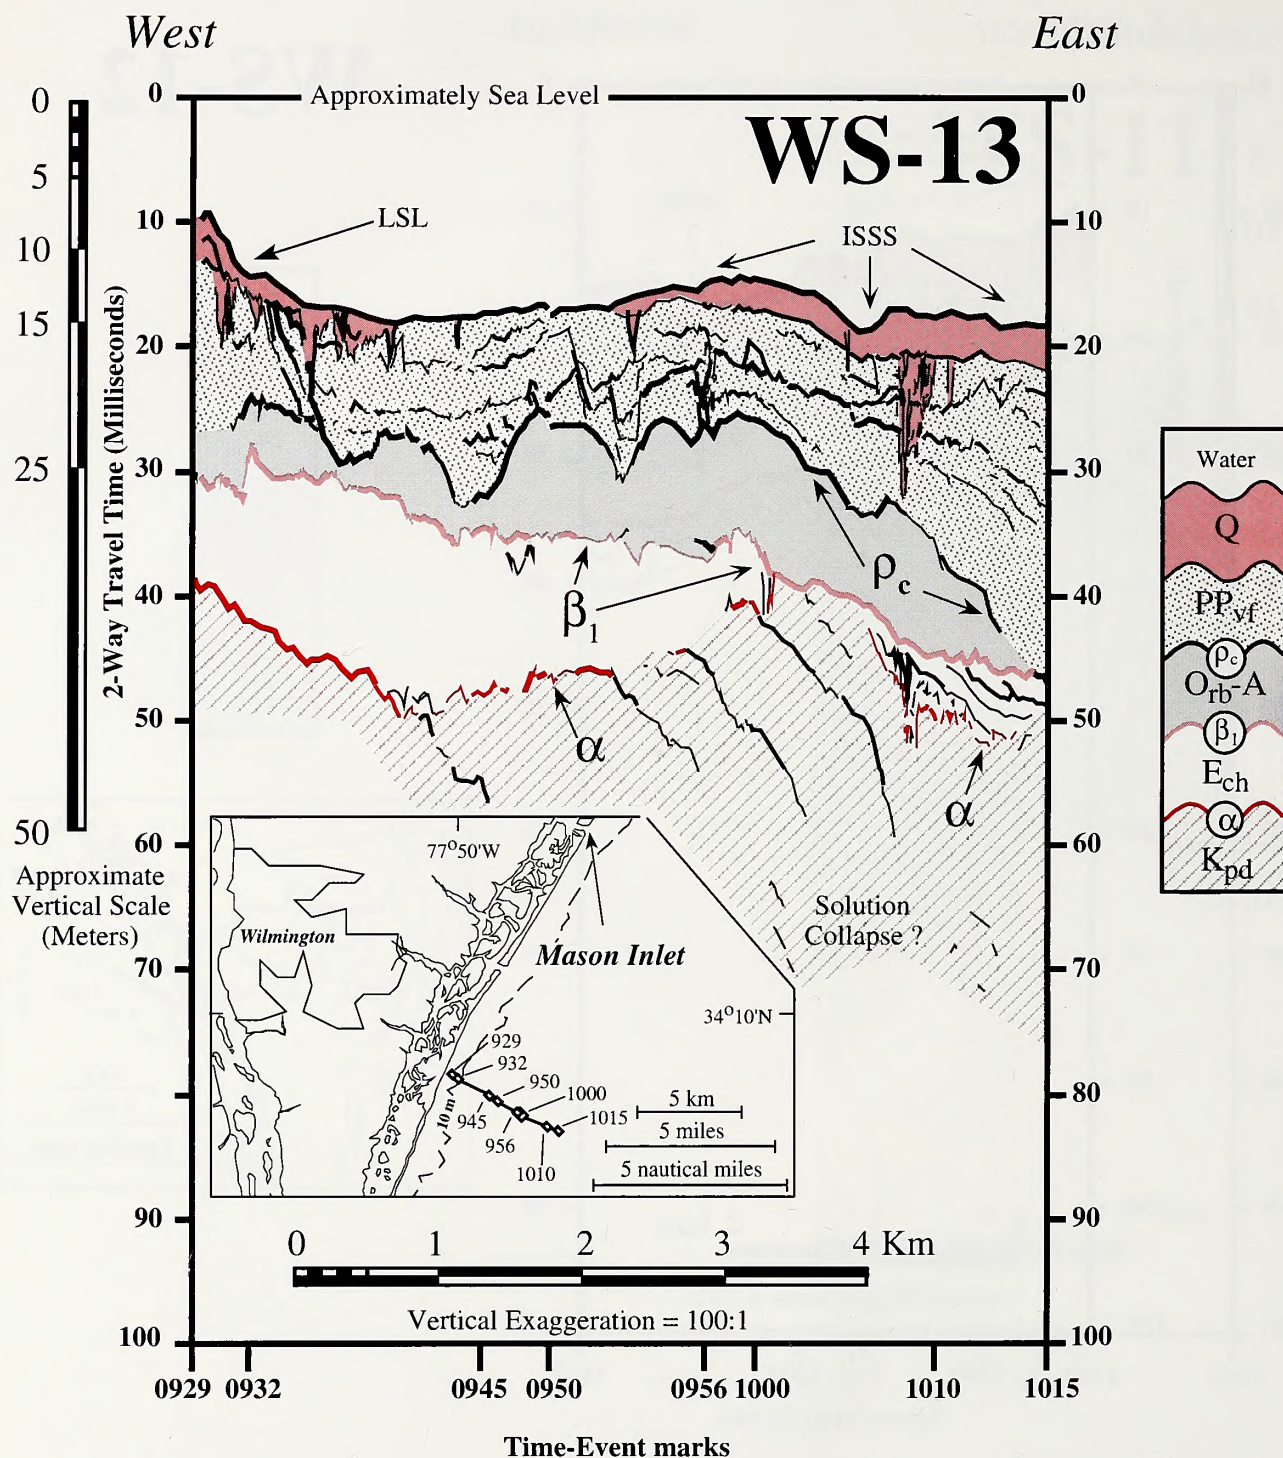 West
East
0
5
10
15
25
50
Approximate
Vertical Scale
(Meters)
2-Way Travel Time (Milliseconds)
0
10
20
30
40
50
60
70
80
90
100
Approximately Sea Level
WS-13
0
10
20
30
40
50
60
70
80
90
100
LSL
ISSS
ρc
β1
α
α
Solution
Collapse ?
77°50'W
Wilmington
Mason Inlet
34°10'N
929
932
950
1000
1015
945
956
1010
10 m
5 km
5 miles
5 nautical miles
0 1 2 3 4 Km
Vertical Exaggeration = 100:1
0929 0932 0945 0950 0956 1000 1010 1015
Time-Event marks
Water
Q
PPvf
ρc
Orb-A
β1
Ech
α
Kpd